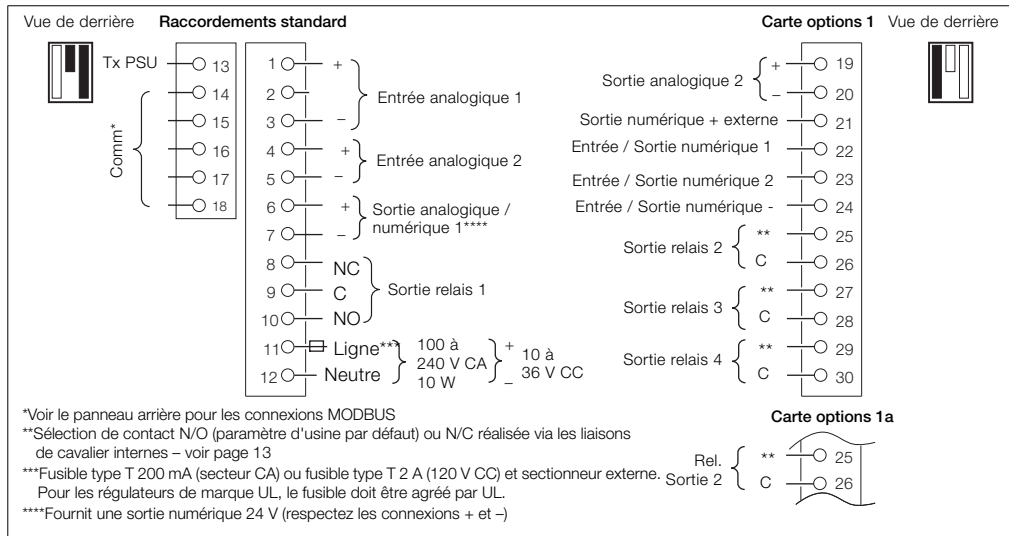 Vue de derrière Raccordements standard Carte options 1 Vue de derrière
Tx PSU
13
14
15
16
17
18
Comm*
1 +
2
3 –
Entrée analogique 1
4 +
5 –
Entrée analogique 2
6 +
7 –
Sortie analogique /
numérique 1****
8 NC
9 C
10 NO
Sortie relais 1
11 Ligne***
12 Neutre
100 à
240 V CA
10 W
+
–
10 à
36 V CC
Sortie analogique 2
+ 19
– 20
Sortie numérique + externe 21
Entrée / Sortie numérique 1 22
Entrée / Sortie numérique 2 23
Entrée / Sortie numérique - 24
Sortie relais 2
** 25
C 26
Sortie relais 3
** 27
C 28
Sortie relais 4
** 29
C 30
Carte options 1a
Rel.
Sortie 2
** 25
C 26
*Voir le panneau arrière pour les connexions MODBUS
**Sélection de contact N/O (paramètre d'usine par défaut) ou N/C réalisée via les liaisons
de cavalier internes – voir page 13
***Fusible type T 200 mA (secteur CA) ou fusible type T 2 A (120 V CC) et sectionneur externe.
Pour les régulateurs de marque UL, le fusible doit être agréé par UL.
****Fournit une sortie numérique 24 V (respectez les connexions + et –)